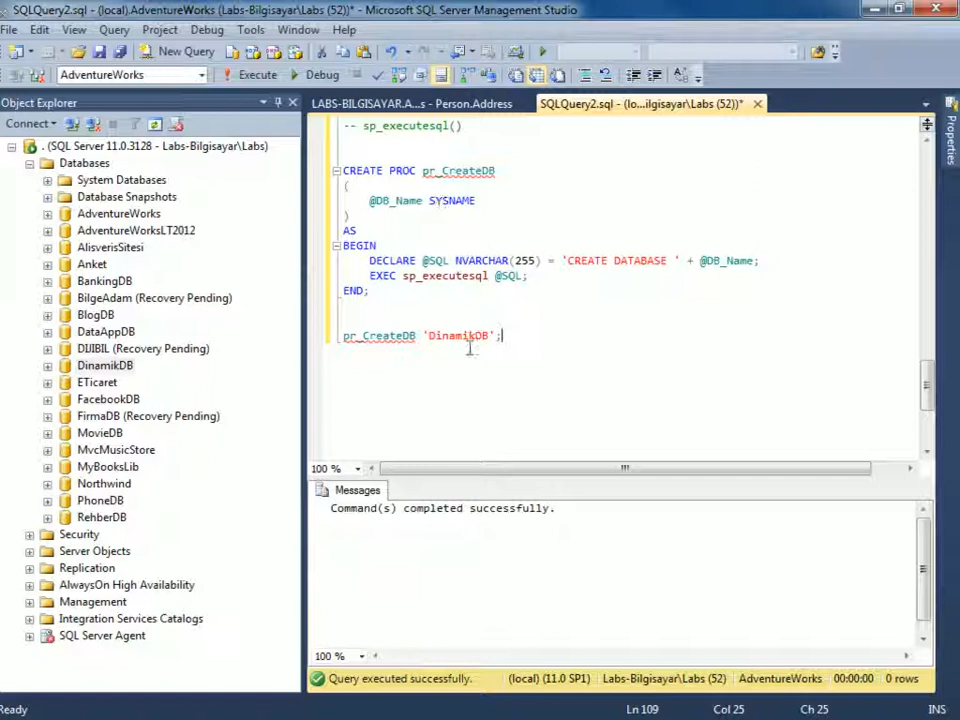 SQLQuery2.sql - (local).AdventureWorks (Labs-Bilgisayar\Labs (52))* - Microsoft SQL Server Management Studio
File Edit View Query Project Debug Tools Window Help
New Query
AdventureWorks Execute Debug
Object Explorer
LABS-BILGISAYAR.A...s - Person.Address SQLQuery2.sql - (lo...ilgisayar\Labs (52))*
Connect
. (SQL Server 11.0.3128 - Labs-Bilgisayar\Labs)
Databases
System Databases
Database Snapshots
AdventureWorks
AdventureWorksLT2012
AlisverisSitesi
Anket
BankingDB
BilgeAdam (Recovery Pending)
BlogDB
DataAppDB
DIJIBIL (Recovery Pending)
DinamikDB
ETicaret
FacebookDB
FirmaDB (Recovery Pending)
MovieDB
MvcMusicStore
MyBooksLib
Northwind
PhoneDB
RehberDB
Security
Server Objects
Replication
AlwaysOn High Availability
Management
Integration Services Catalogs
SQL Server Agent
-- sp_executesql()
CREATE PROC pr_CreateDB
(
@DB_Name SYSNAME
)
AS
BEGIN
DECLARE @SQL NVARCHAR(255) = 'CREATE DATABASE ' + @DB_Name;
EXEC sp_executesql @SQL;
END;
pr_CreateDB 'DinamikDB';
100 %
Messages
Command(s) completed successfully.
100 %
Query executed successfully. (local) (11.0 SP1) Labs-Bilgisayar\Labs (52) AdventureWorks 00:00:00 0 rows
Ready Ln 109 Col 25 Ch 25 INS
Properties